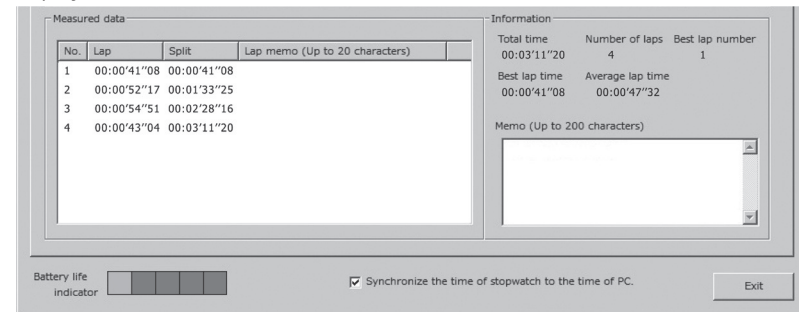 Measured data
No. Lap Split Lap memo (Up to 20 characters)
1 00:00'41"08 00:00'41"08
2 00:00'52"17 00:01'33"25
3 00:00'54"51 00:02'28"16
4 00:00'43"04 00:03'11"20
Information
Total time Number of laps Best lap number
00:03'11"20 4 1
Best lap time Average lap time
00:00'41"08 00:00'47"32
Memo (Up to 200 characters)
Battery life
indicator
Synchronize the time of stopwatch to the time of PC.
Exit